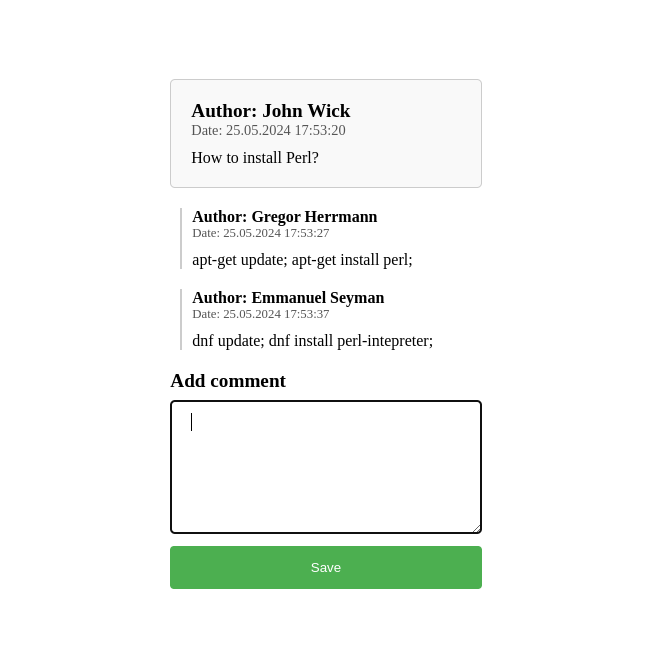 Author: John Wick
Date: 25.05.2024 17:53:20
How to install Perl?
Author: Gregor Herrmann
Date: 25.05.2024 17:53:27
apt-get update; apt-get install perl;
Author: Emmanuel Seyman
Date: 25.05.2024 17:53:37
dnf update; dnf install perl-intepreter;
Add comment
Save